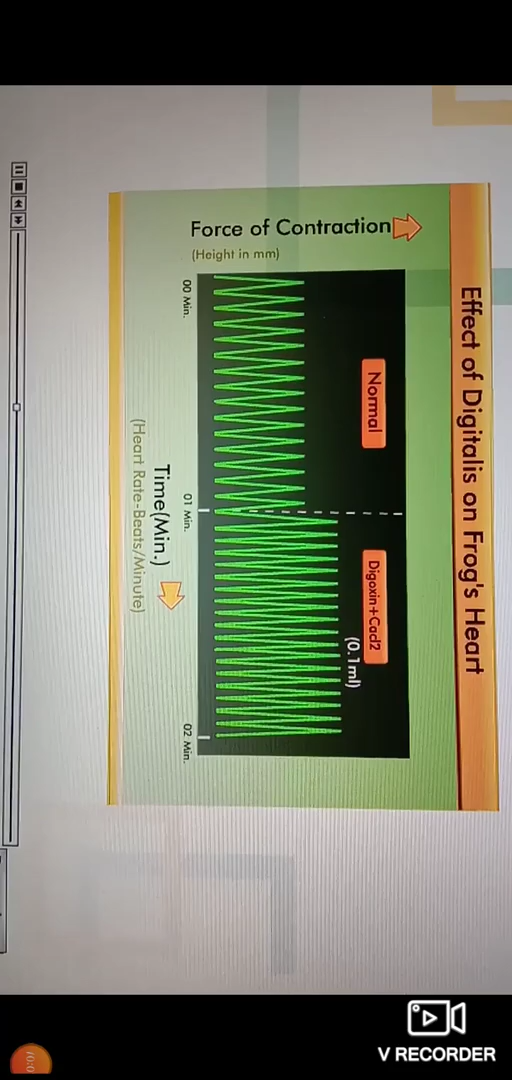 Effect of Digitalis on Frog's Heart
Force of Contraction
(Height in mm)
Normal
Digoxin+Cacl2
(0.1ml)
00 Min.
01 Min.
02 Min.
Time(Min.)
(Heart Rate-Beats/Minute)
V RECORDER